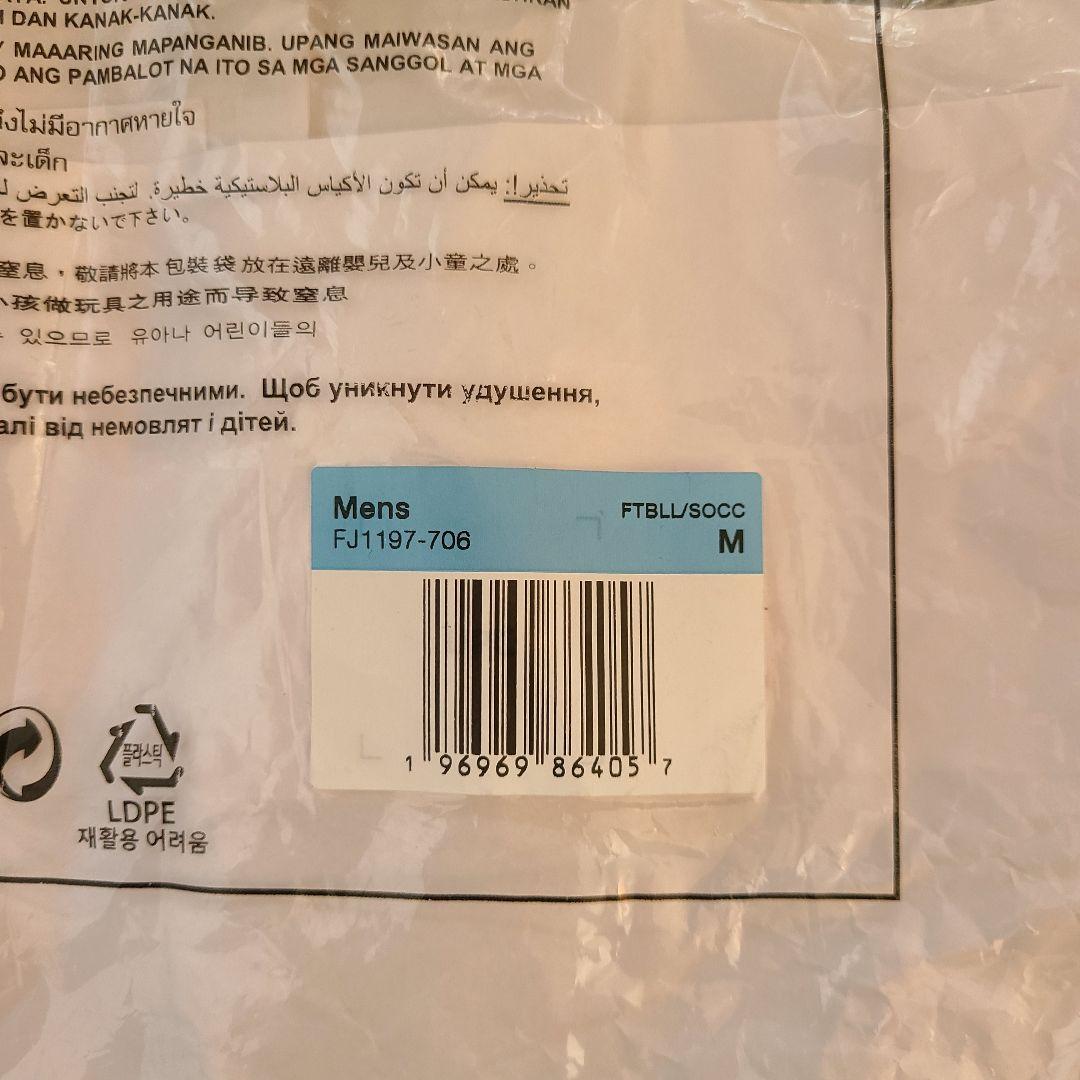 DAN KANAK-KANAK.
MAAARING MAPANGANIB. UPANG MAIWASAN ANG
ANG PAMBALOT NA ITO SA MGA SANGGOL AT MGA
ไม่มีอากาศหายใจ
จะเด็ก
تحذير!: يمكن أن تكون الأكياس البلاستيكية خطيرة. لتجنب التعرض
を置かないで下さい。
窒息，敬請將本包裝袋放在遠離嬰兒及小童之處。
小孩做玩具之用途而导致窒息
있으므로 유아나 어린이들의
бути небезпечними. Щоб уникнути удушення,
алі від немовлят і дітей.
Mens FTBLL/SOCC
FJ1197-706 M
1 96969 86405 7
플라스틱
LDPE
재활용 어려움